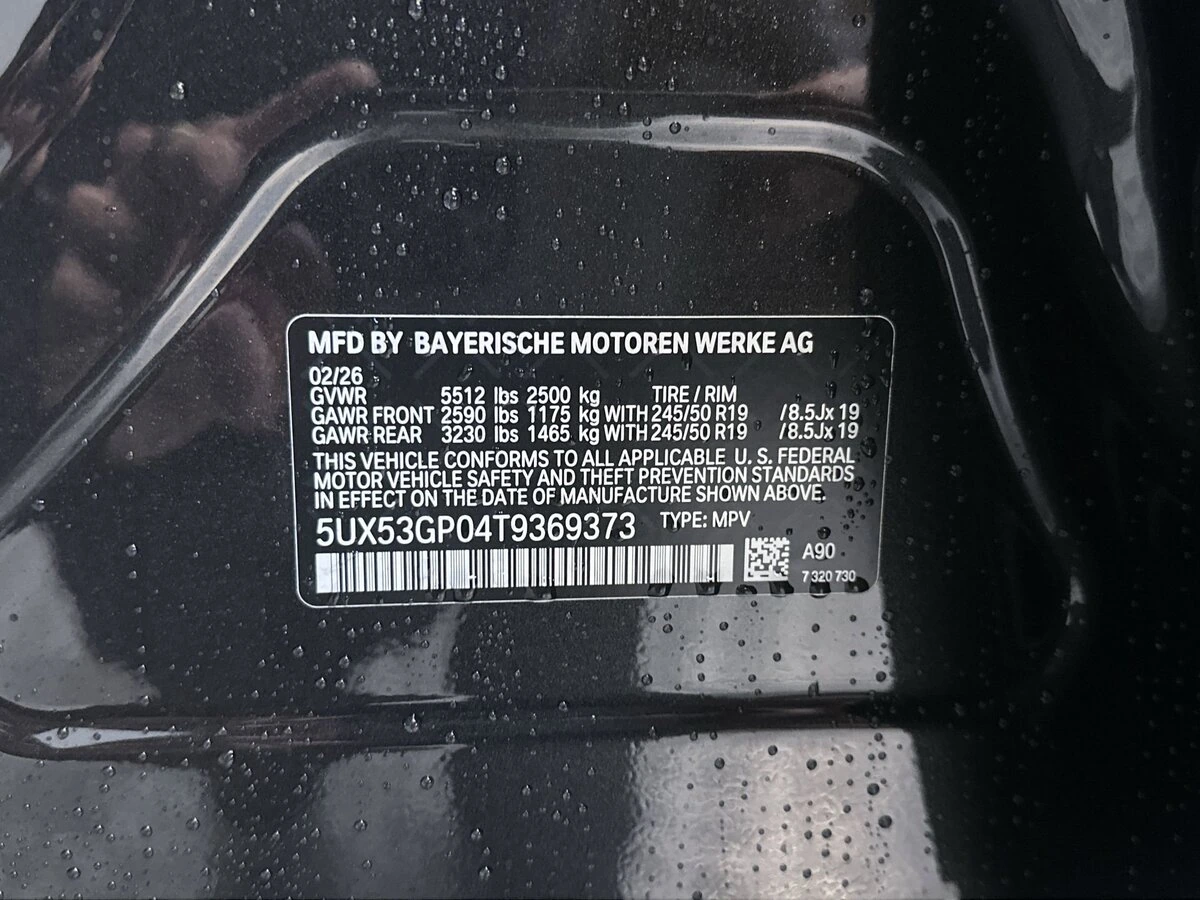 MFD BY BAYERISCHE MOTOREN WERKE AG
02/26
GVWR 5512 lbs 2500 kg TIRE / RIM
GAWR FRONT 2590 lbs 1175 kg WITH 245/50 R19 /8.5Jx 19
GAWR REAR 3230 lbs 1465 kg WITH 245/50 R19 /8.5Jx 19
THIS VEHICLE CONFORMS TO ALL APPLICABLE U. S. FEDERAL
MOTOR VEHICLE SAFETY AND THEFT PREVENTION STANDARDS
IN EFFECT ON THE DATE OF MANUFACTURE SHOWN ABOVE.
5UX53GP04T9369373 TYPE: MPV
A90
7 320 730